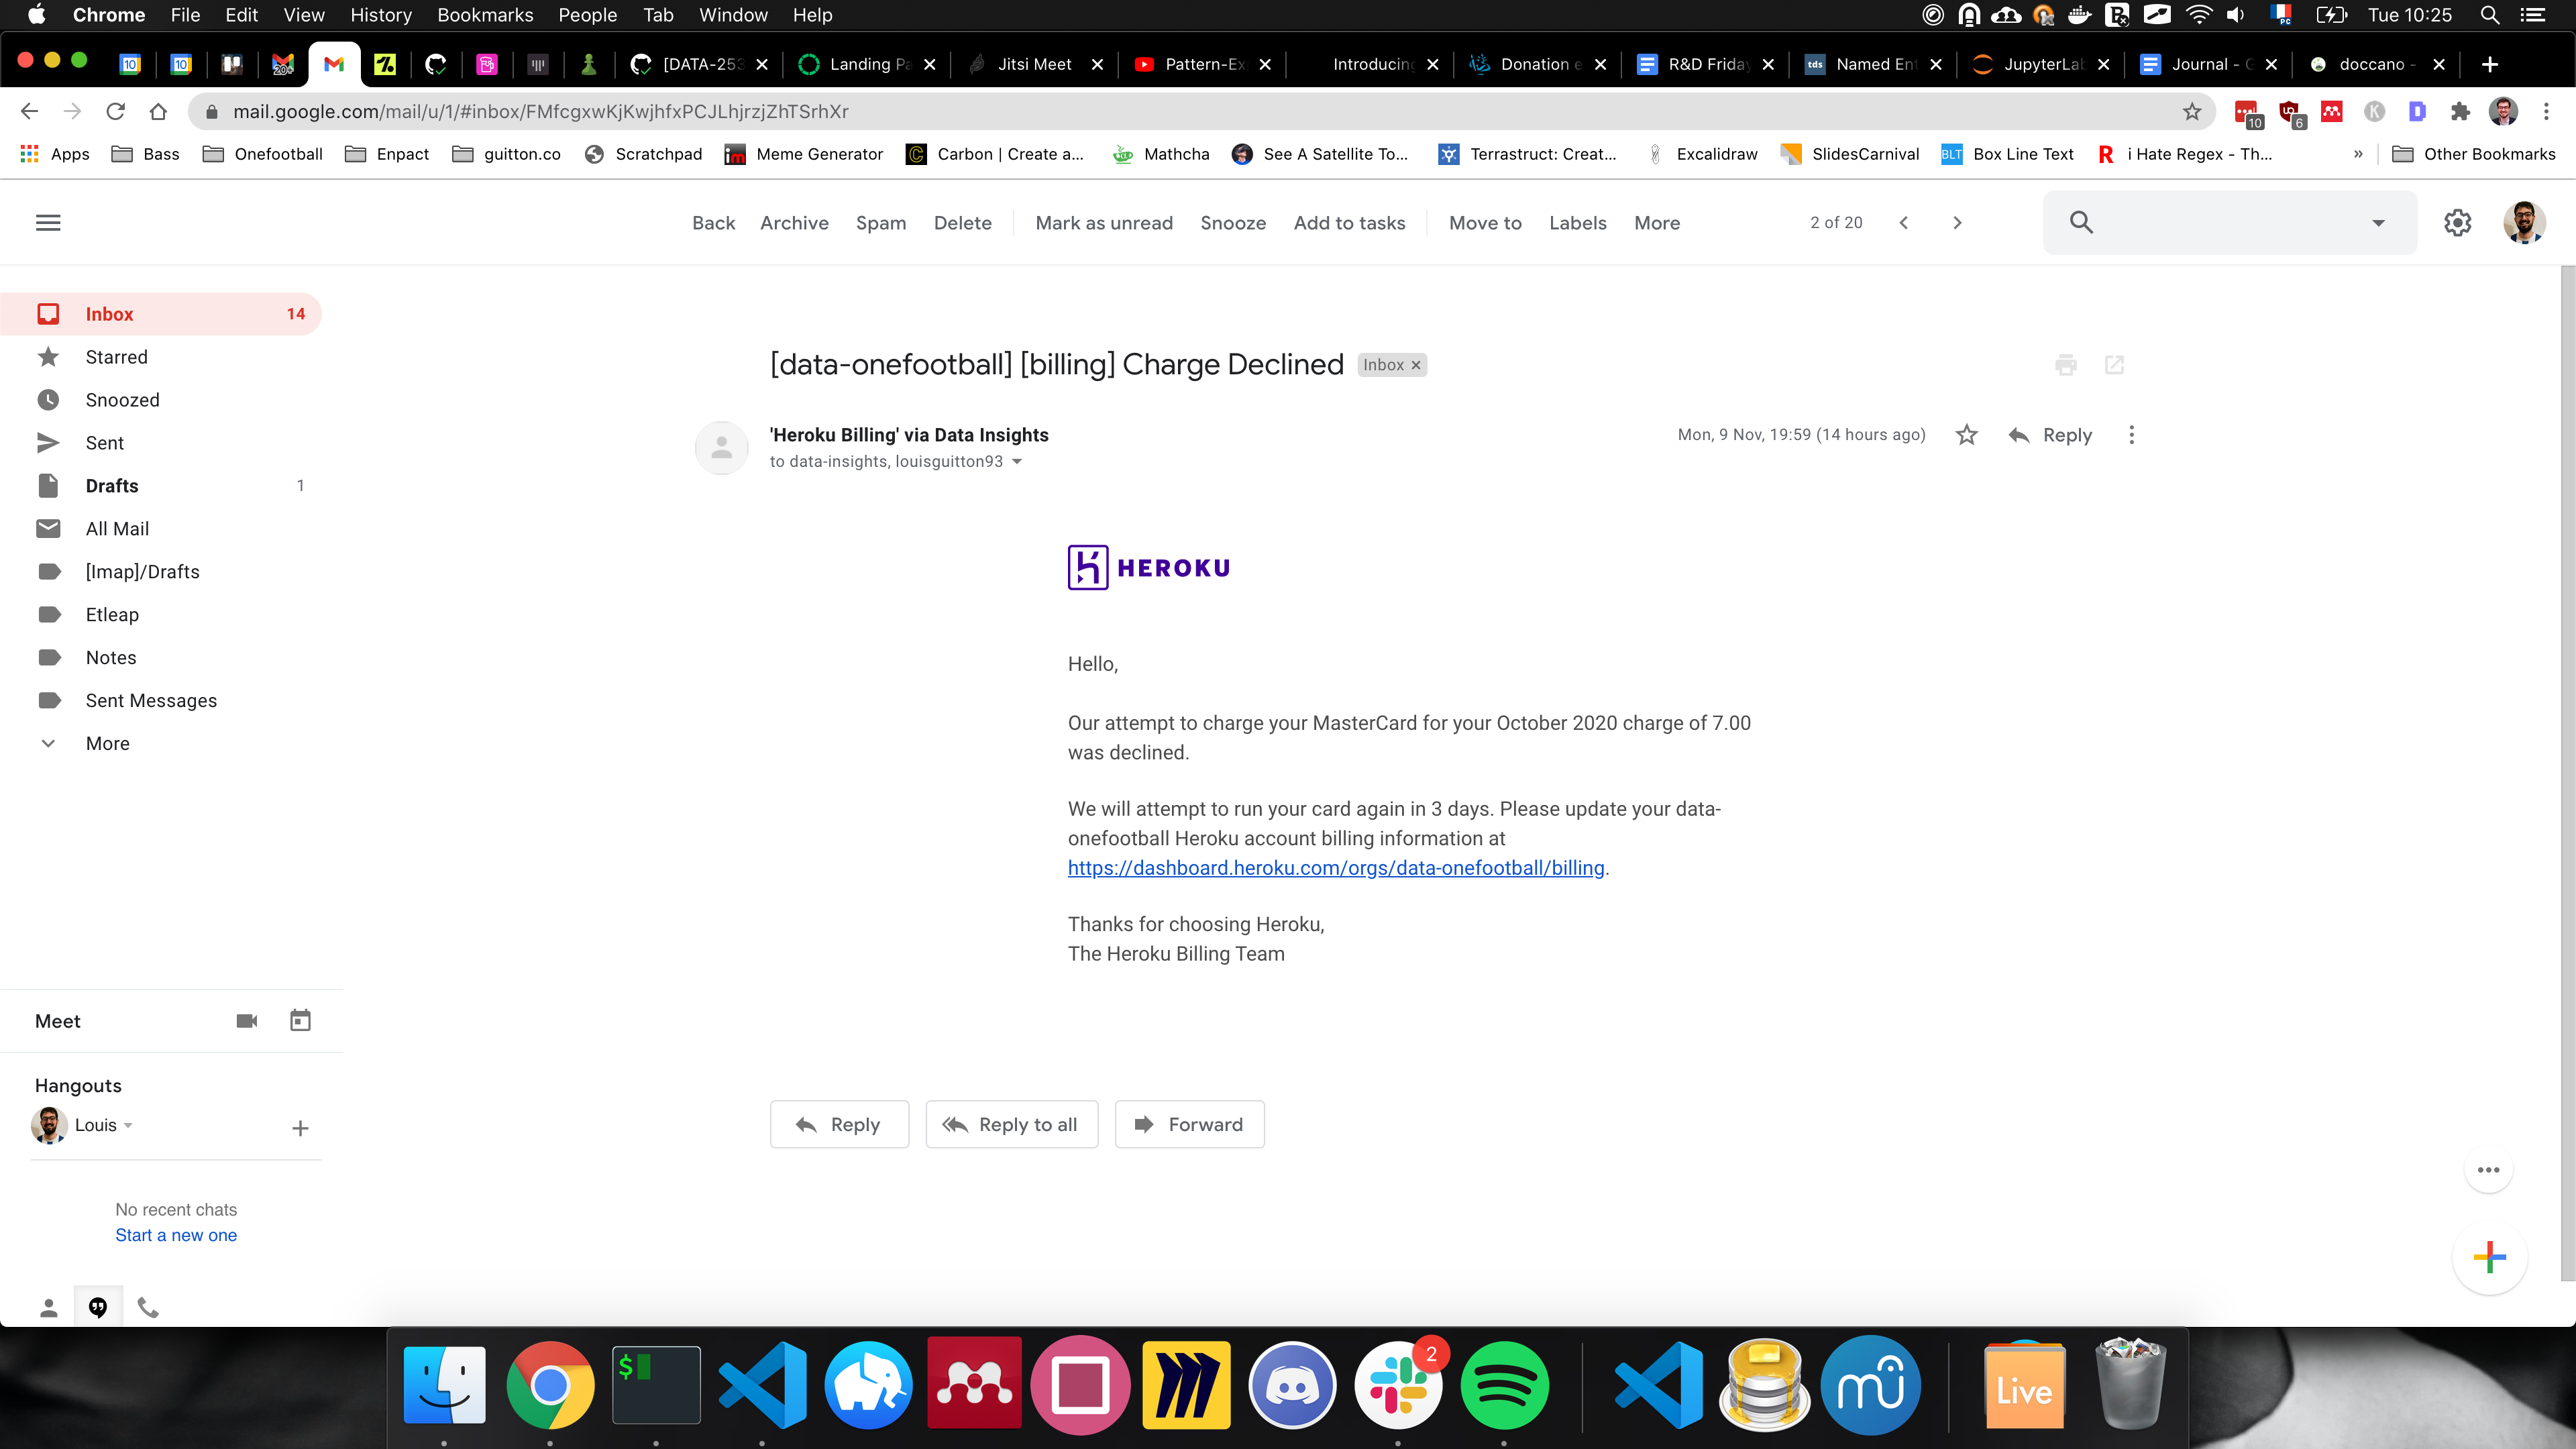 Chrome File Edit View History Bookmarks People Tab Window Help Tue 10:25
[DATA-253 Landing Pa Jitsi Meet Pattern-Ex Introducing Donation e R&D Friday Named Ent JupyterLab Journal - G doccano -
mail.google.com/mail/u/1/#inbox/FMfcgxwKjKwjhfxPCJLhjrzjZhTSrhXr
10 6
Apps Bass Onefootball Enpact guitton.co Scratchpad Meme Generator Carbon | Create a... Mathcha See A Satellite To... Terrastruct: Creat... Excalidraw SlidesCarnival Box Line Text i Hate Regex - Th... » Other Bookmarks
Back Archive Spam Delete Mark as unread Snooze Add to tasks Move to Labels More 2 of 20
Inbox 14
Starred
Snoozed
Sent
Drafts 1
All Mail
[Imap]/Drafts
Etleap
Notes
Sent Messages
More
Meet
Hangouts
Louis
No recent chats
Start a new one
[data-onefootball] [billing] Charge Declined Inbox
'Heroku Billing' via Data Insights
to data-insights, louisguitton93
Mon, 9 Nov, 19:59 (14 hours ago) Reply
HEROKU
Hello,
Our attempt to charge your MasterCard for your October 2020 charge of 7.00
was declined.
We will attempt to run your card again in 3 days. Please update your data-
onefootball Heroku account billing information at
https://dashboard.heroku.com/orgs/data-onefootball/billing.
Thanks for choosing Heroku,
The Heroku Billing Team
Reply Reply to all Forward
2
Live